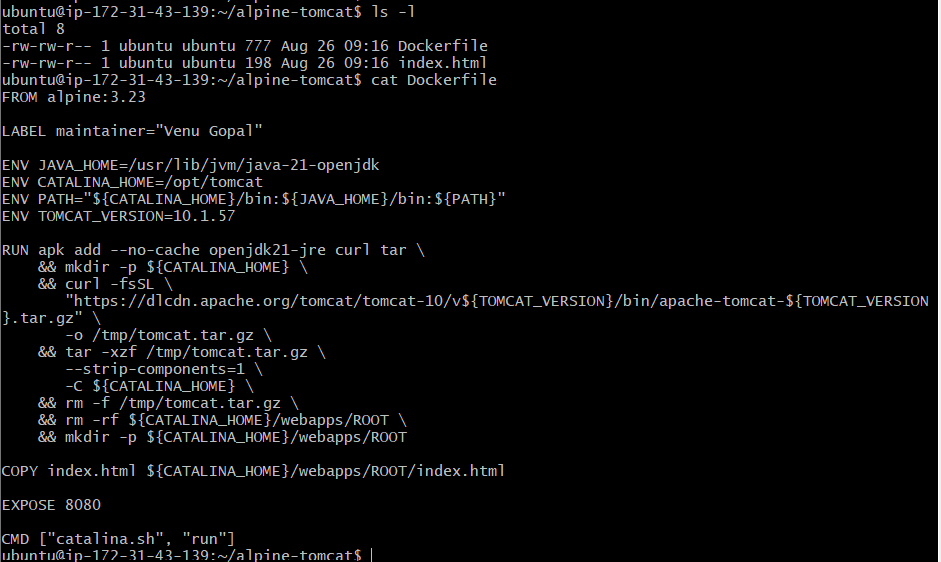 ubuntu@ip-172-31-43-139:~/alpine-tomcat$ ls -l
total 8
-rw-rw-r-- 1 ubuntu ubuntu 777 Aug 26 09:16 Dockerfile
-rw-rw-r-- 1 ubuntu ubuntu 198 Aug 26 09:16 index.html
ubuntu@ip-172-31-43-139:~/alpine-tomcat$ cat Dockerfile
FROM alpine:3.23

LABEL maintainer="Venu Gopal"

ENV JAVA_HOME=/usr/lib/jvm/java-21-openjdk
ENV CATALINA_HOME=/opt/tomcat
ENV PATH="${CATALINA_HOME}/bin:${JAVA_HOME}/bin:${PATH}"
ENV TOMCAT_VERSION=10.1.57

RUN apk add --no-cache openjdk21-jre curl tar \
    && mkdir -p ${CATALINA_HOME} \
    && curl -fsSL \
       "https://dlcdn.apache.org/tomcat/tomcat-10/v${TOMCAT_VERSION}/bin/apache-tomcat-${TOMCAT_VERSION
}.tar.gz" \
       -o /tmp/tomcat.tar.gz \
    && tar -xzf /tmp/tomcat.tar.gz \
       --strip-components=1 \
       -C ${CATALINA_HOME} \
    && rm -f /tmp/tomcat.tar.gz \
    && rm -rf ${CATALINA_HOME}/webapps/ROOT \
    && mkdir -p ${CATALINA_HOME}/webapps/ROOT

COPY index.html ${CATALINA_HOME}/webapps/ROOT/index.html

EXPOSE 8080

CMD ["catalina.sh", "run"]
ubuntu@ip-172-31-43-139:~/alpine-tomcat$